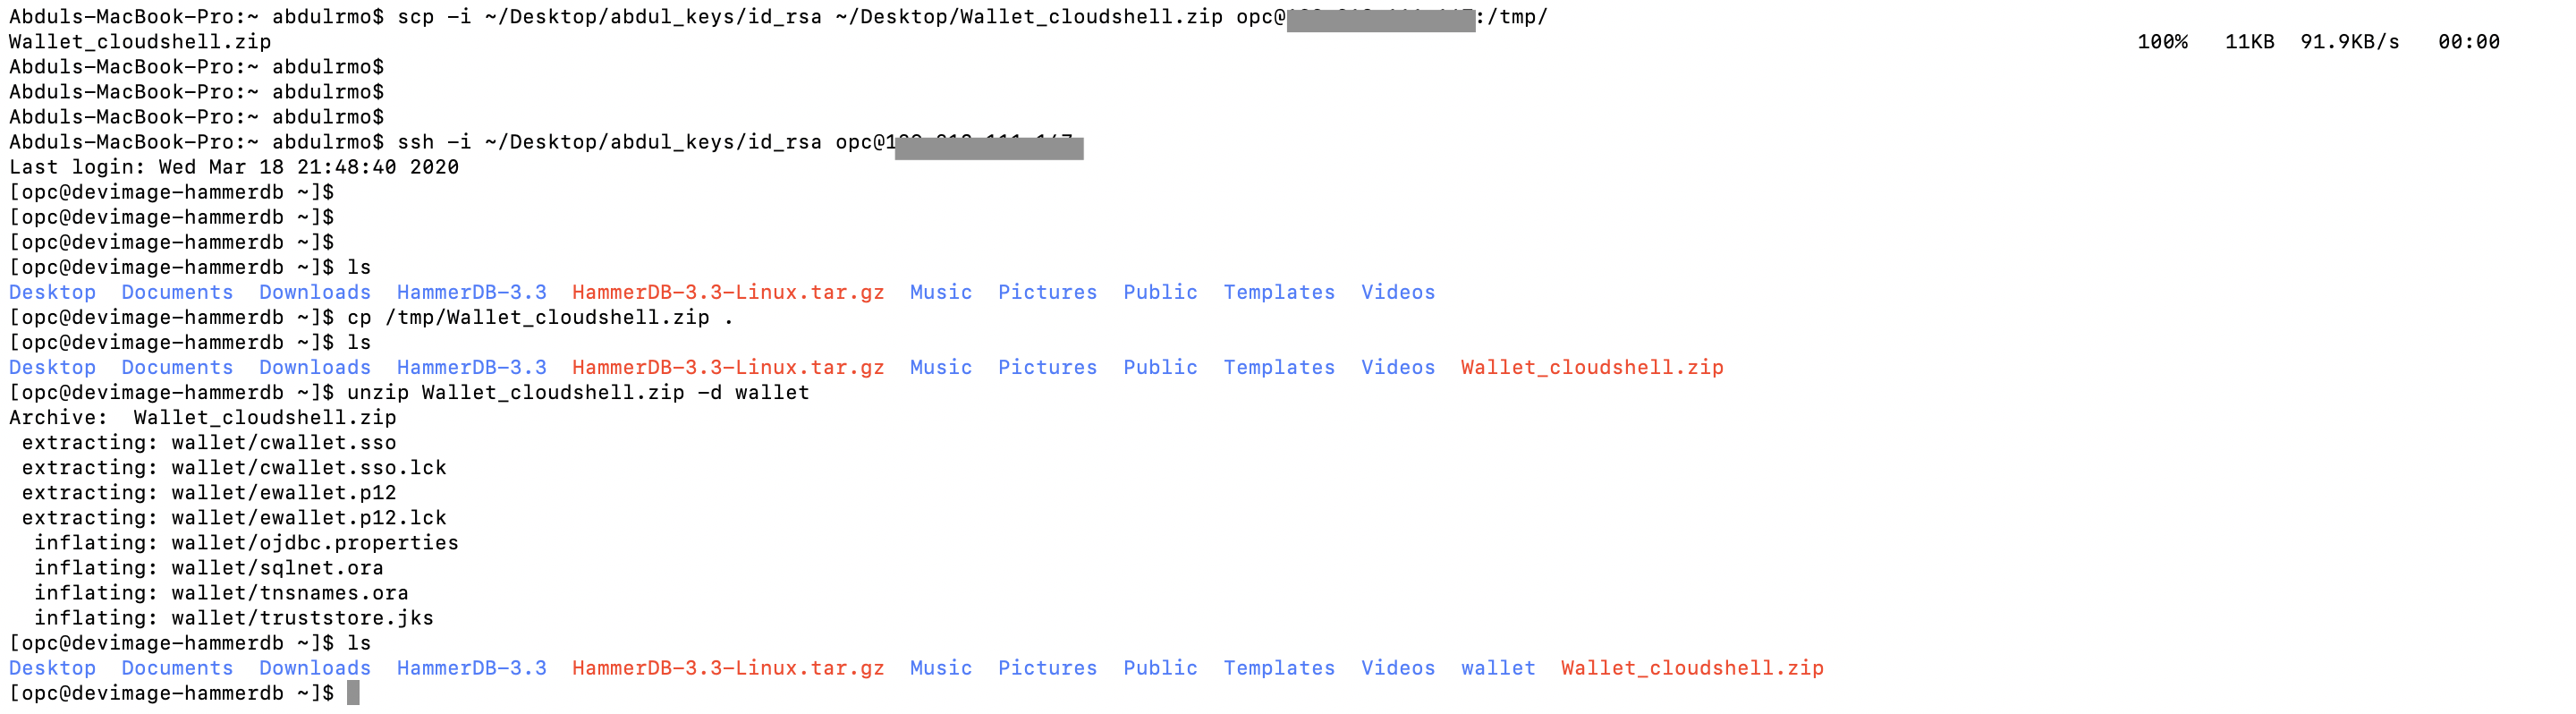 Abduls-MacBook-Pro:~ abdulrmo$ scp -i ~/Desktop/abdul_keys/id_rsa ~/Desktop/Wallet_cloudshell.zip opc@ :/tmp/
Wallet_cloudshell.zip 100% 11KB 91.9KB/s 00:00
Abduls-MacBook-Pro:~ abdulrmo$
Abduls-MacBook-Pro:~ abdulrmo$
Abduls-MacBook-Pro:~ abdulrmo$
Abduls-MacBook-Pro:~ abdulrmo$ ssh -i ~/Desktop/abdul_keys/id_rsa opc@
Last login: Wed Mar 18 21:48:40 2020
[opc@devimage-hammerdb ~]$
[opc@devimage-hammerdb ~]$
[opc@devimage-hammerdb ~]$
[opc@devimage-hammerdb ~]$ ls
Desktop Documents Downloads HammerDB-3.3 HammerDB-3.3-Linux.tar.gz Music Pictures Public Templates Videos
[opc@devimage-hammerdb ~]$ cp /tmp/Wallet_cloudshell.zip .
[opc@devimage-hammerdb ~]$ ls
Desktop Documents Downloads HammerDB-3.3 HammerDB-3.3-Linux.tar.gz Music Pictures Public Templates Videos Wallet_cloudshell.zip
[opc@devimage-hammerdb ~]$ unzip Wallet_cloudshell.zip -d wallet
Archive: Wallet_cloudshell.zip
extracting: wallet/cwallet.sso
extracting: wallet/cwallet.sso.lck
extracting: wallet/ewallet.p12
extracting: wallet/ewallet.p12.lck
inflating: wallet/ojdbc.properties
inflating: wallet/sqlnet.ora
inflating: wallet/tnsnames.ora
inflating: wallet/truststore.jks
[opc@devimage-hammerdb ~]$ ls
Desktop Documents Downloads HammerDB-3.3 HammerDB-3.3-Linux.tar.gz Music Pictures Public Templates Videos wallet Wallet_cloudshell.zip
[opc@devimage-hammerdb ~]$